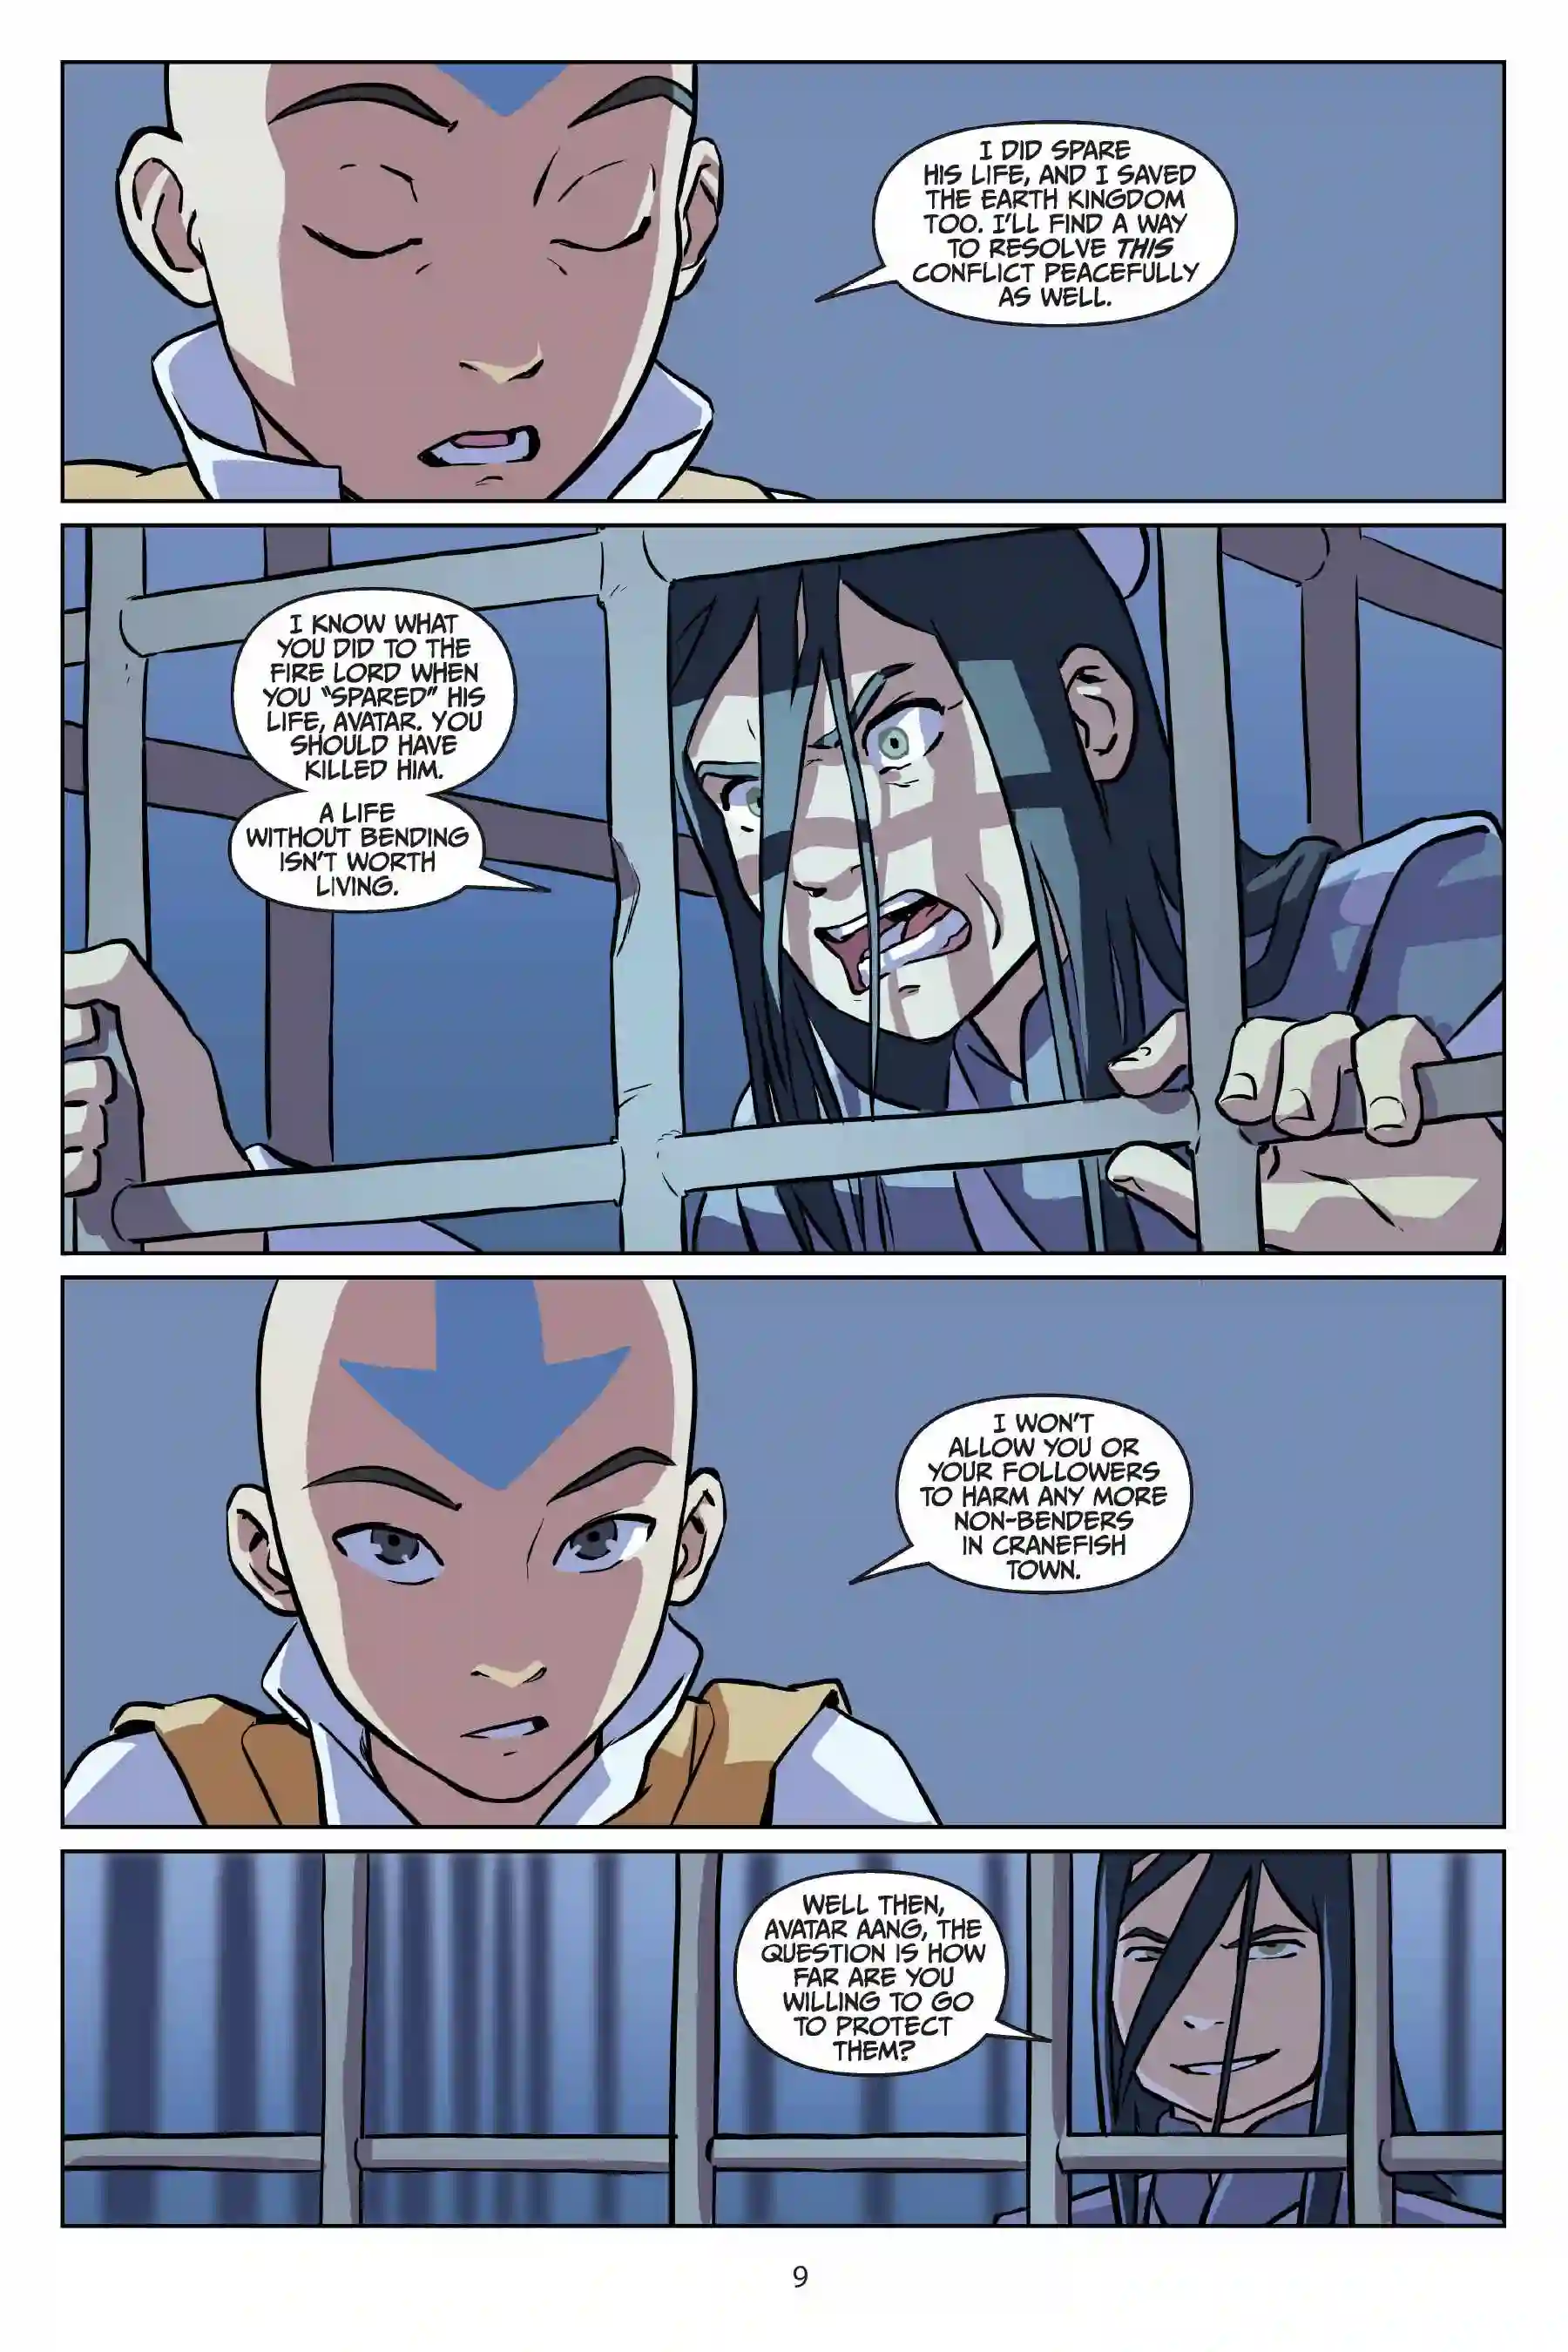 I DID SPARE
HIS LIFE, AND I SAVED
THE EARTH KINGDOM
TOO. I'LL FIND A WAY
TO RESOLVE THIS
CONFLICT PEACEFULLY
AS WELL.
I KNOW WHAT
YOU DID TO THE
FIRE LORD WHEN
YOU “SPARED” HIS
LIFE, AVATAR. YOU
SHOULD HAVE
KILLED HIM.
A LIFE
WITHOUT BENDING
ISN'T WORTH
LIVING.
I WON'T
ALLOW YOU OR
YOUR FOLLOWERS
TO HARM ANY MORE
NON-BENDERS
IN CRANEFISH
TOWN.
WELL THEN,
AVATAR AANG, THE
QUESTION IS HOW
FAR ARE YOU
WILLING TO GO
TO PROTECT
THEM?
9